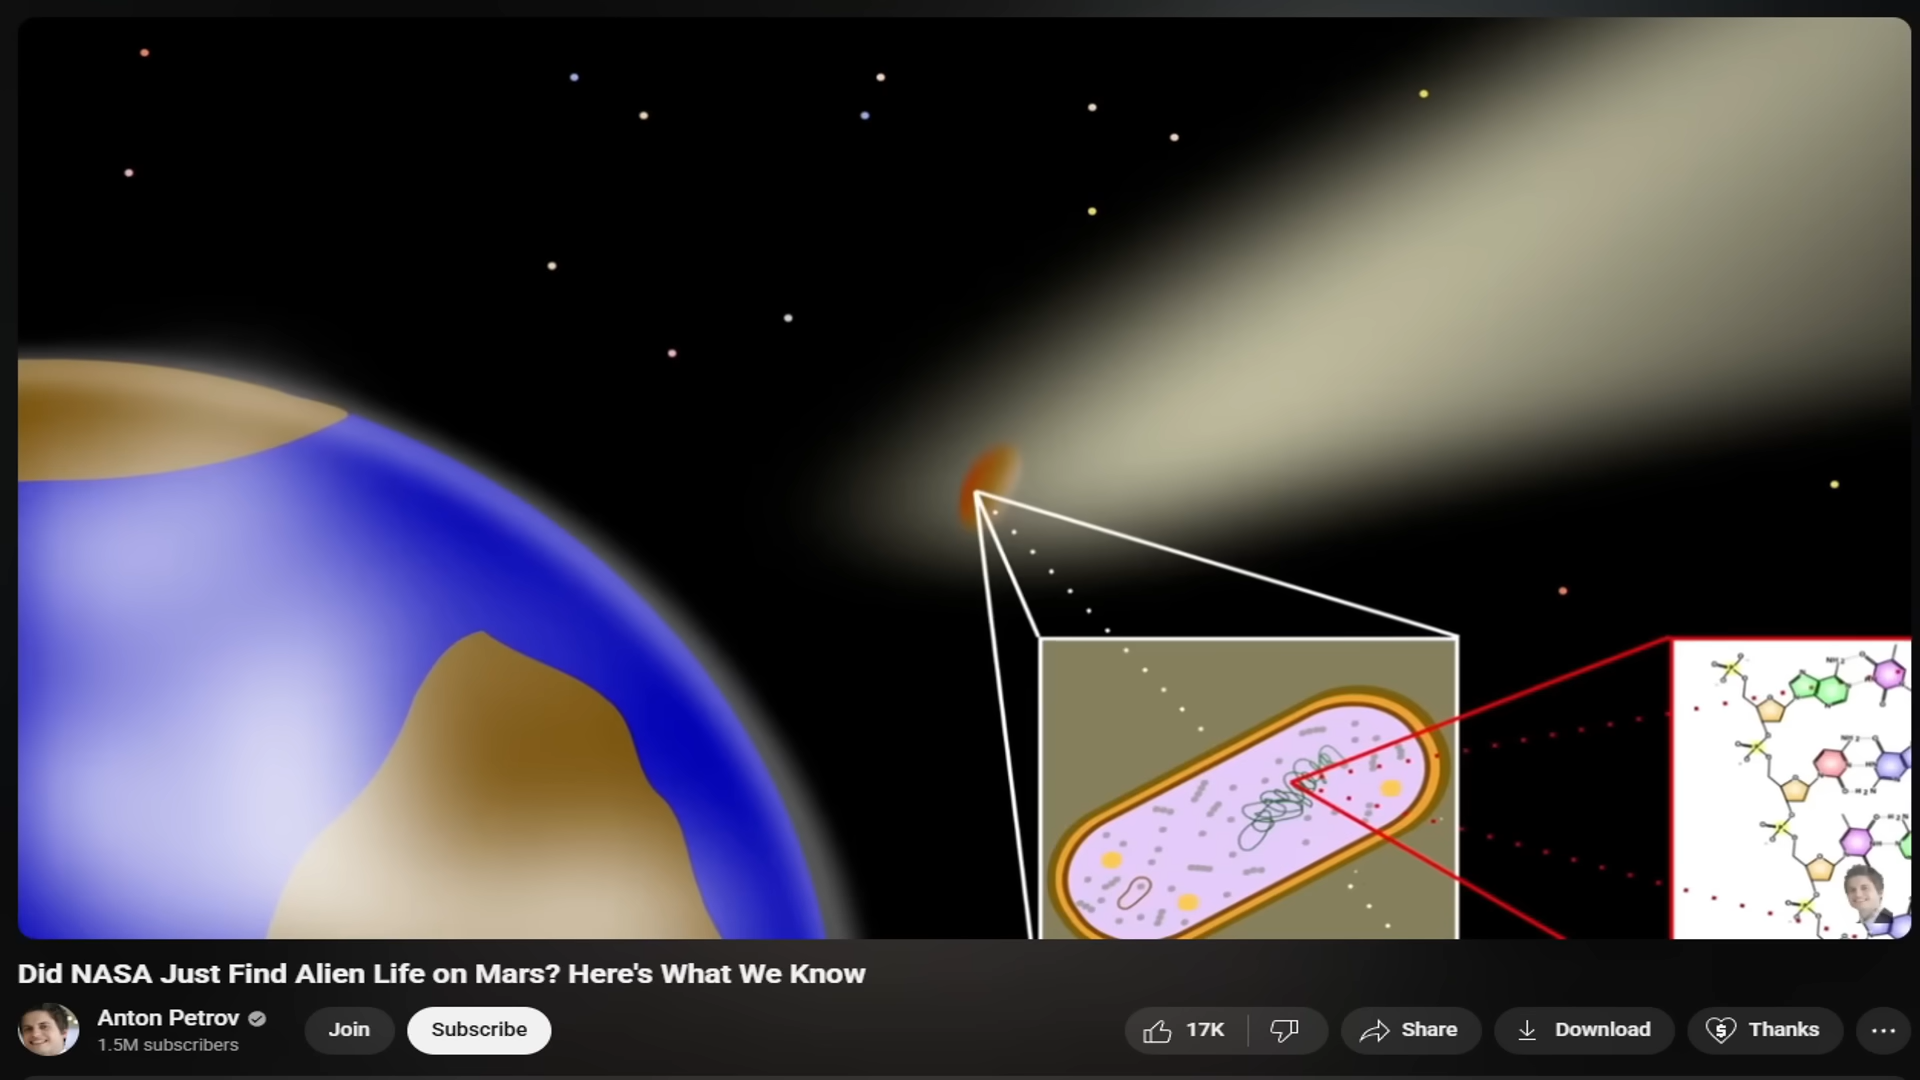 Did NASA Just Find Alien Life on Mars? Here's What We Know
Anton Petrov
1.5M subscribers
Join
Subscribe
17K
Share
Download
Thanks